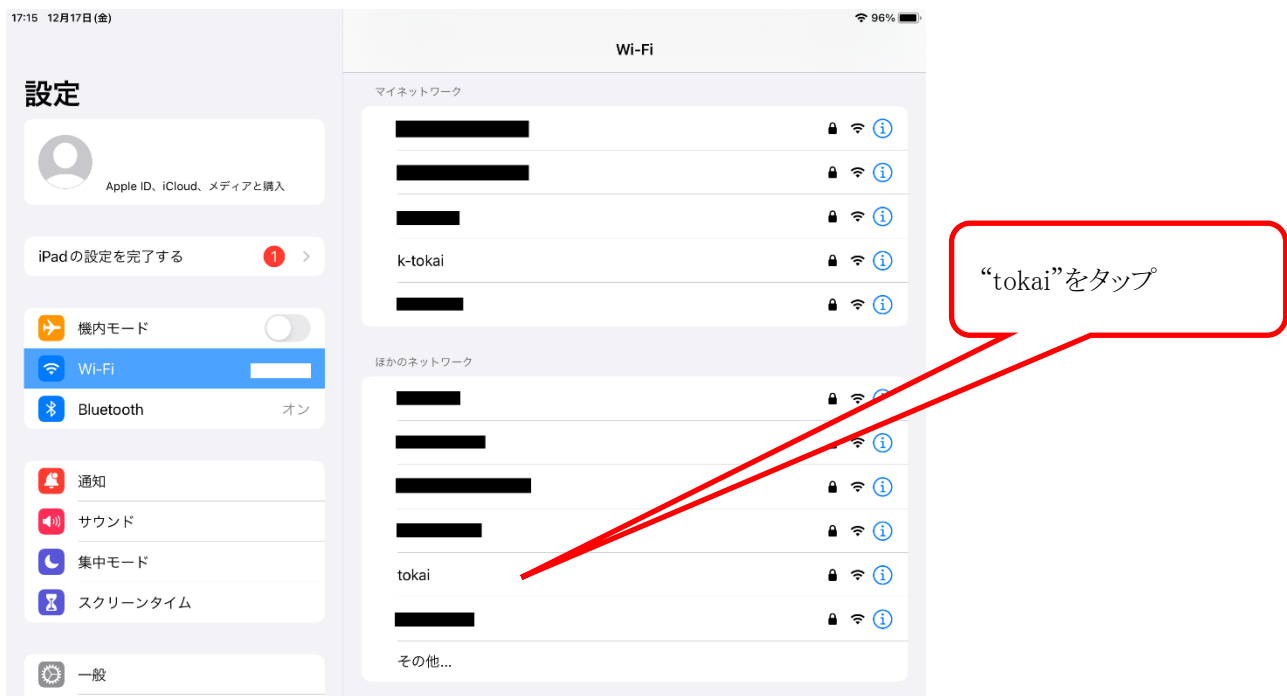 17:15 12月17日(金)
96%
設定
Apple ID、iCloud、メディアと購入
iPadの設定を完了する 1
機内モード
Wi-Fi
Bluetooth オン
通知
サウンド
集中モード
スクリーンタイム
一般
Wi-Fi
マイネットワーク
k-tokai
ほかのネットワーク
tokai
その他...
“tokai”をタップ